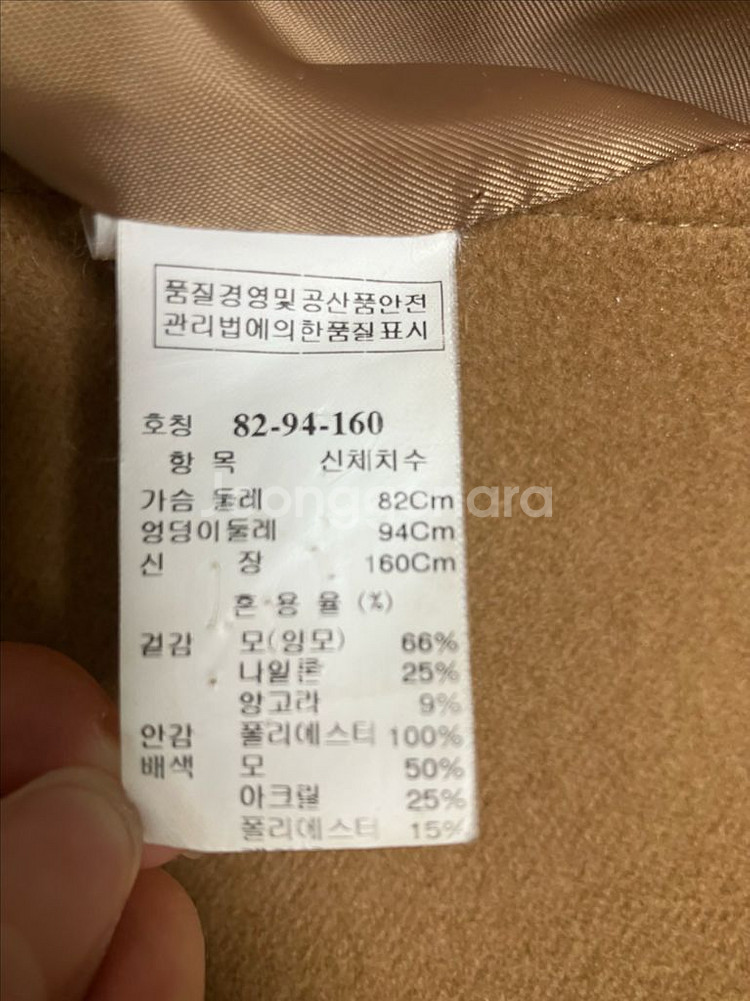 품질경영및공산품안전
관리법에의한품질표시
호칭 82-94-160
항 목 신체치수
가슴 둘레 82Cm
엉덩이둘레 94Cm
신 장 160Cm
혼 용 율 (%)
겉감 모(잉모) 66%
나일론 25%
앙고라 9%
안감 폴리에스터 100%
배색 모 50%
아크릴 25%
폴리에스터 15%
Joonggonara